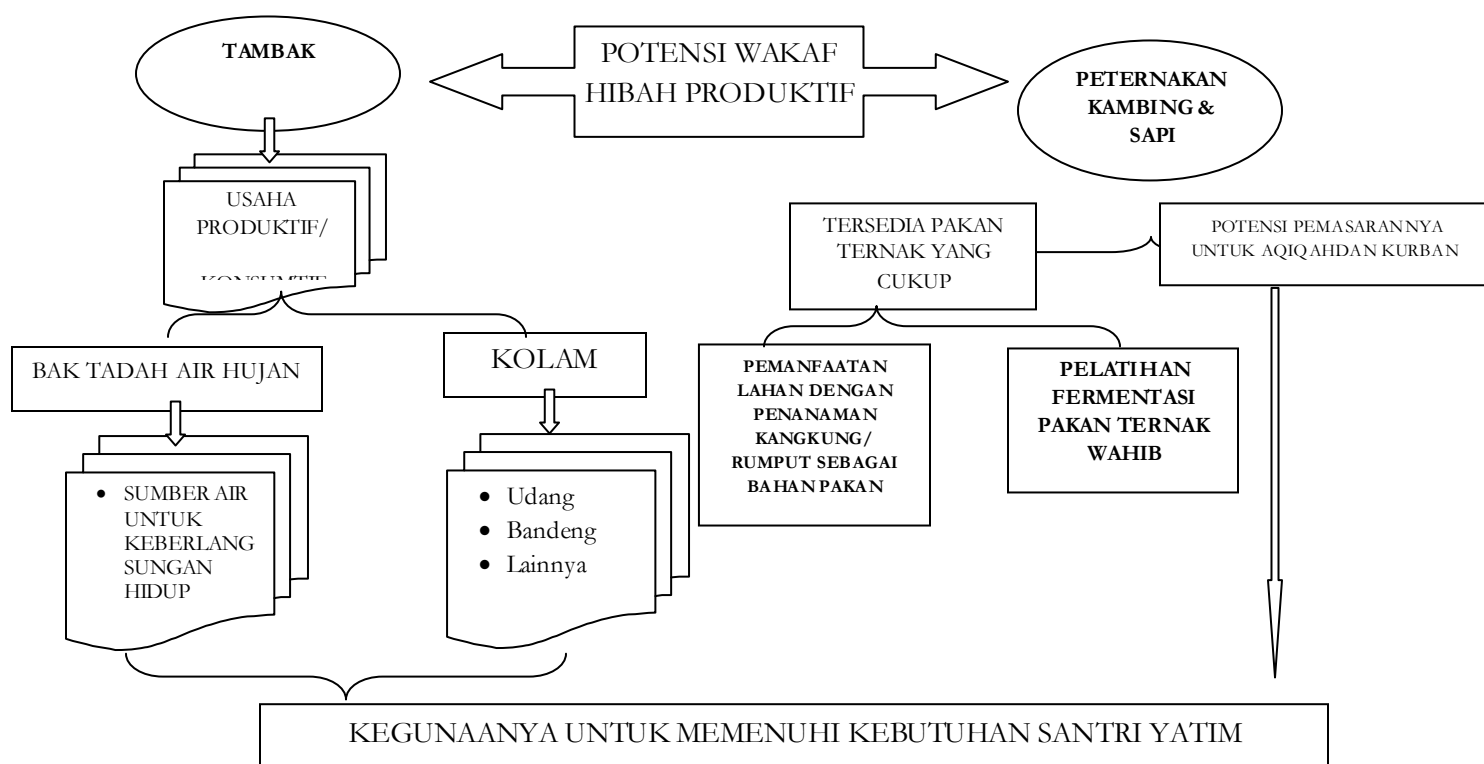 TAMBAK
POTENSI WAKAF
HIBAH PRODUKTIF
PETERNAKAN
KAMBING &
SAPI
USAHA
PRODUKTIF/
KONSUMTIF
TERSEDIA PAKAN
TERNAK YANG
CUKUP
POTENSI PEMASARANNYA
UNTUK AQIQAHDAN KURBAN
BAK TADAH AIR HUJAN
KOLAM
PEMANFAATAN
LAHAN DENGAN
PENANAMAN
KANGKUNG/
RUMPUT SEBAGAI
BAHAN PAKAN
PELATIHAN
FERMENTASI
PAKAN TERNAK
WAHIB
• SUMBER AIR
UNTUK
KEBERLANG
SUNGAN
HIDUP
• Udang
• Bandeng
• Lainnya
KEGUNAANYA UNTUK MEMENUHI KEBUTUHAN SANTRI YATIM